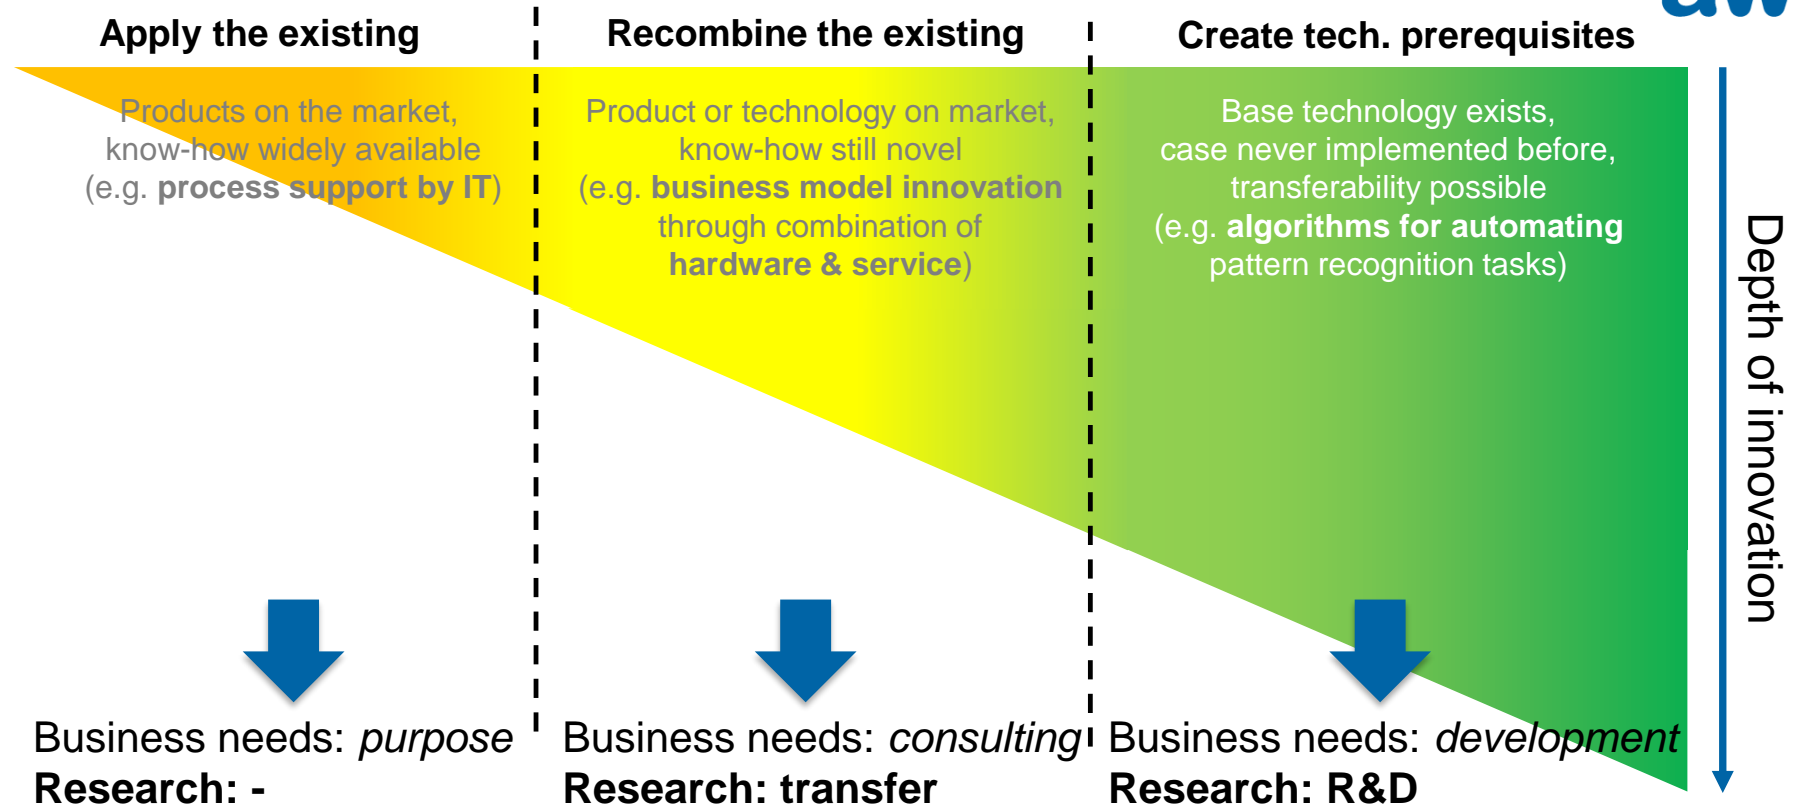 aw
Apply the existing
Products on the market,
know-how widely available
(e.g. process support by IT)
Business needs: purpose
Research: -
Recombine the existing
Product or technology on market,
know-how still novel
(e.g. business model innovation
through combination of
hardware & service)
Business needs: consulting
Research: transfer
Create tech. prerequisites
Base technology exists,
case never implemented before,
transferability possible
(e.g. algorithms for automating
pattern recognition tasks)
Business needs: development
Research: R&D
Depth of innovation